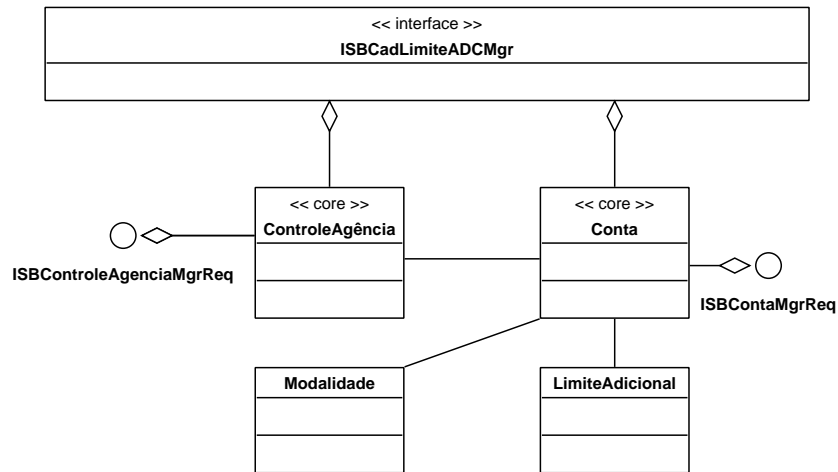 << interface >>
ISBCadLimiteADCMgr
<< core >>
ControleAgência
<< core >>
Conta
ISBControleAgenciaMgrReq
ISBContaMgrReq
Modalidade
LimiteAdicional